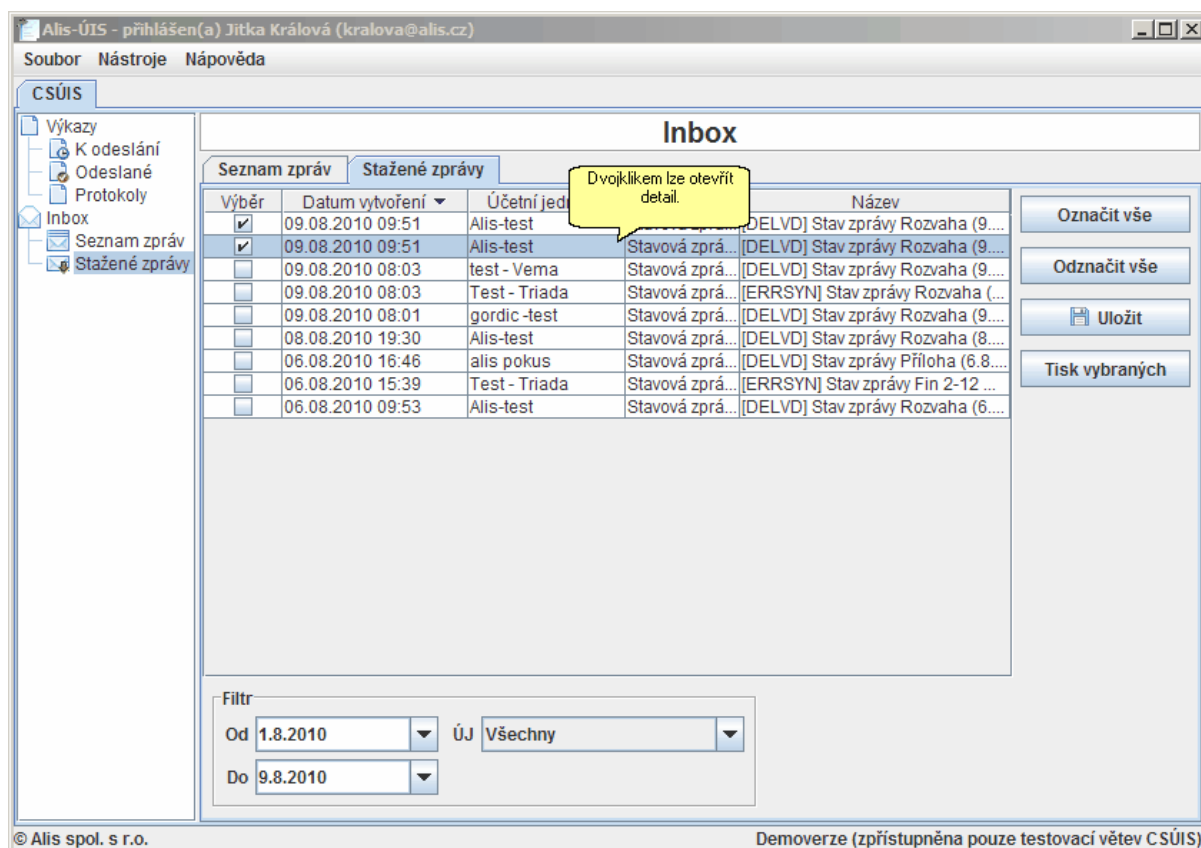 Alis-ÚIS - přihlášen(a) Jitka Králová (kralova@alis.cz)
Soubor Nástroje Nápověda
CSÚIS
Výkazy
K odeslání
Odeslané
Protokoly
Inbox
Seznam zpráv
Stažené zprávy
Inbox
Seznam zpráv Stažené zprávy
Dvojklikem lze otevřít
detail.
Výběr Datum vytvoření Účetní jedn Název
09.08.2010 09:51 Alis-test [DELVD] Stav zprávy Rozvaha (9....
09.08.2010 09:51 Alis-test Stavová zprá... [DELVD] Stav zprávy Rozvaha (9....
09.08.2010 08:03 test - Vema Stavová zprá... [DELVD] Stav zprávy Rozvaha (9....
09.08.2010 08:03 Test - Triada Stavová zprá... [ERRSYN] Stav zprávy Rozvaha (...
09.08.2010 08:01 gordic -test Stavová zprá... [DELVD] Stav zprávy Rozvaha (9....
08.08.2010 19:30 Alis-test Stavová zprá... [DELVD] Stav zprávy Rozvaha (8....
06.08.2010 16:46 alis pokus Stavová zprá... [DELVD] Stav zprávy Příloha (6.8....
06.08.2010 15:39 Test - Triada Stavová zprá... [ERRSYN] Stav zprávy Fin 2-12 ...
06.08.2010 09:53 Alis-test Stavová zprá... [DELVD] Stav zprávy Rozvaha (6....
Označit vše
Odznačit vše
Uložit
Tisk vybraných
Filtr
Od 1.8.2010 ÚJ Všechny
Do 9.8.2010
© Alis spol. s r.o. Demoverze (zpřístupněna pouze testovací větev CSÚIS)